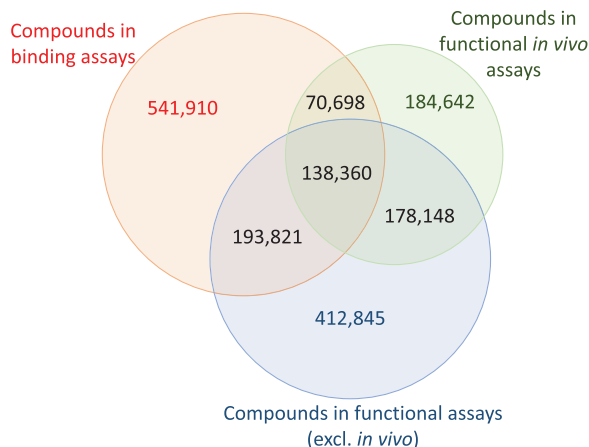 Compounds in
binding assays
Compounds in
functional in vivo
assays
541,910
70,698
184,642
138,360
178,148
193,821
412,845
Compounds in functional assays
(excl. in vivo)